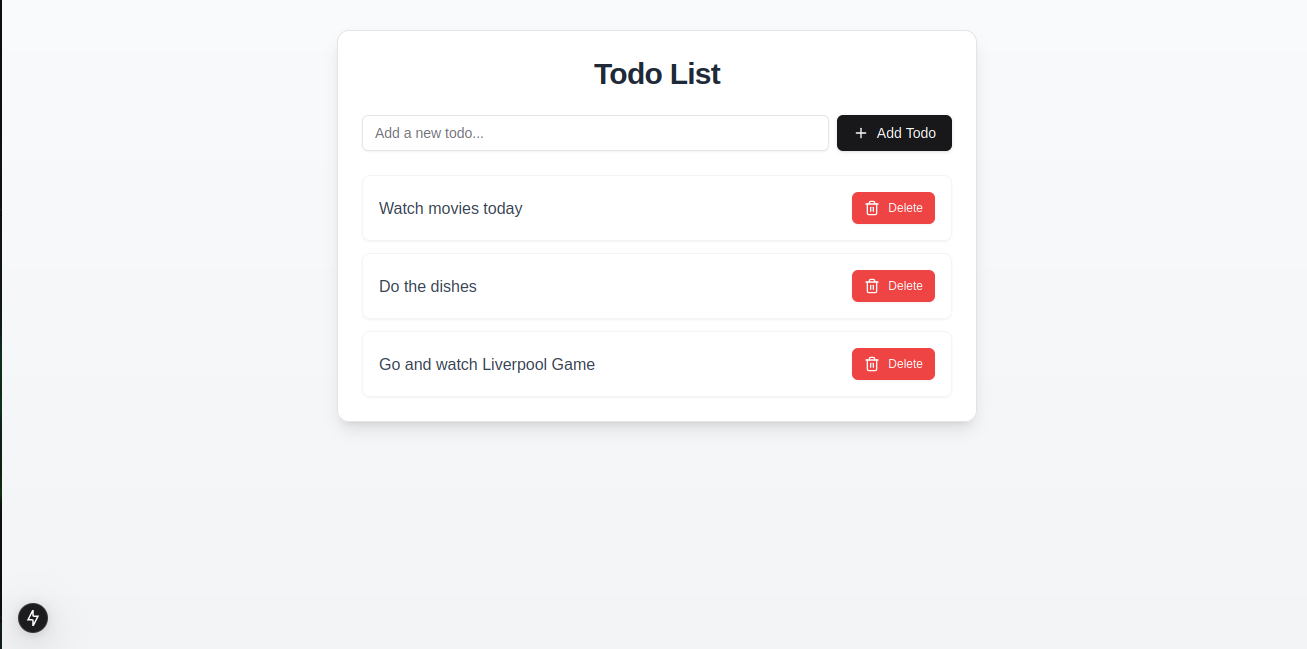 Todo List
Add a new todo...
Add Todo
Watch movies today
Delete
Do the dishes
Delete
Go and watch Liverpool Game
Delete